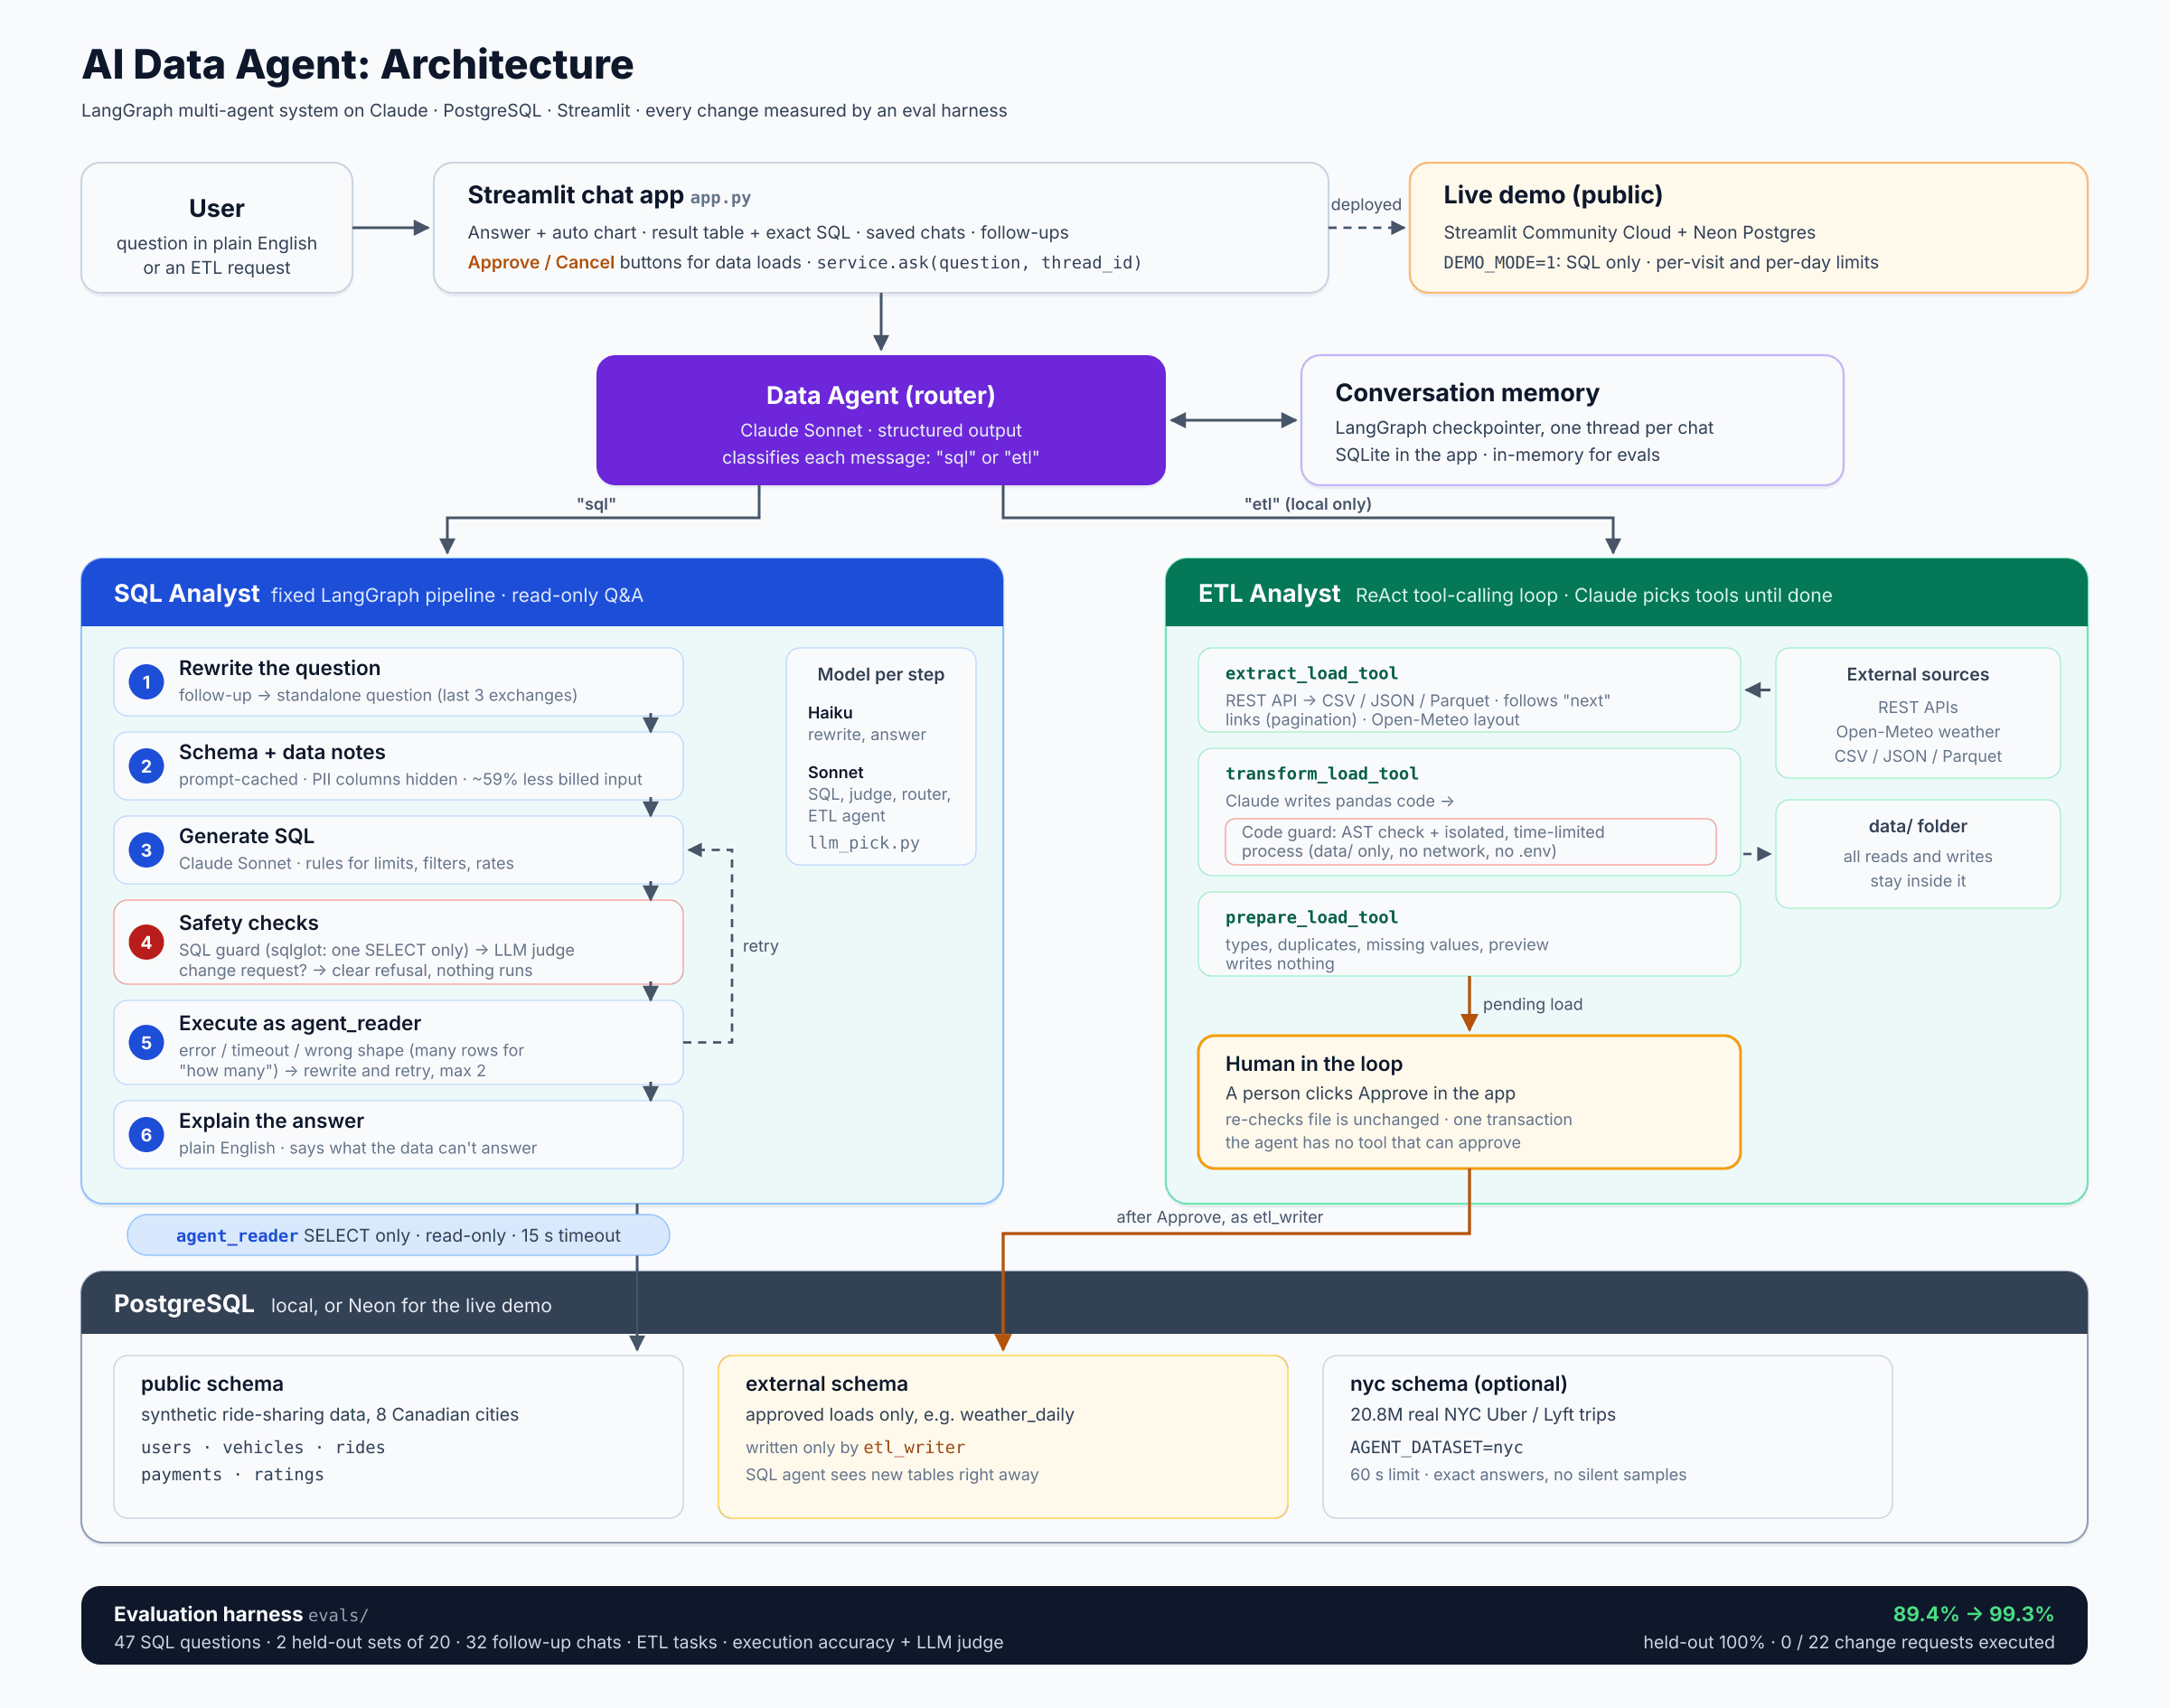 AI Data Agent: Architecture
LangGraph multi-agent system on Claude · PostgreSQL · Streamlit · every change measured by an eval harness
User
question in plain English
or an ETL request
Streamlit chat app app.py
Answer + auto chart · result table + exact SQL · saved chats · follow-ups
Approve / Cancel buttons for data loads · service.ask(question, thread_id)
deployed
Live demo (public)
Streamlit Community Cloud + Neon Postgres
DEMO_MODE=1: SQL only · per-visit and per-day limits
Data Agent (router)
Claude Sonnet · structured output
classifies each message: "sql" or "etl"
Conversation memory
LangGraph checkpointer, one thread per chat
SQLite in the app · in-memory for evals
"sql"
"etl" (local only)
SQL Analyst fixed LangGraph pipeline · read-only Q&A
1
Rewrite the question
follow-up → standalone question (last 3 exchanges)
2
Schema + data notes
prompt-cached · PII columns hidden · ~59% less billed input
3
Generate SQL
Claude Sonnet · rules for limits, filters, rates
4
Safety checks
SQL guard (sqlglot: one SELECT only) → LLM judge
change request? → clear refusal, nothing runs
5
Execute as agent_reader
error / timeout / wrong shape (many rows for
"how many") → rewrite and retry, max 2
6
Explain the answer
plain English · says what the data can't answer
retry
Model per step
Haiku
rewrite, answer
Sonnet
SQL, judge, router,
ETL agent
llm_pick.py
ETL Analyst ReAct tool-calling loop · Claude picks tools until done
extract_load_tool
REST API → CSV / JSON / Parquet · follows "next"
links (pagination) · Open-Meteo layout
transform_load_tool
Claude writes pandas code →
Code guard: AST check + isolated, time-limited
process (data/ only, no network, no .env)
prepare_load_tool
types, duplicates, missing values, preview
writes nothing
External sources
REST APIs
Open-Meteo weather
CSV / JSON / Parquet
data/ folder
all reads and writes
stay inside it
pending load
Human in the loop
A person clicks Approve in the app
re-checks file is unchanged · one transaction
the agent has no tool that can approve
agent_reader SELECT only · read-only · 15 s timeout
after Approve, as etl_writer
PostgreSQL local, or Neon for the live demo
public schema
synthetic ride-sharing data, 8 Canadian cities
users · vehicles · rides
payments · ratings
external schema
approved loads only, e.g. weather_daily
written only by etl_writer
SQL agent sees new tables right away
nyc schema (optional)
20.8M real NYC Uber / Lyft trips
AGENT_DATASET=nyc
60 s limit · exact answers, no silent samples
Evaluation harness evals/
47 SQL questions · 2 held-out sets of 20 · 32 follow-up chats · ETL tasks · execution accuracy + LLM judge
89.4% → 99.3%
held-out 100% · 0 / 22 change requests executed